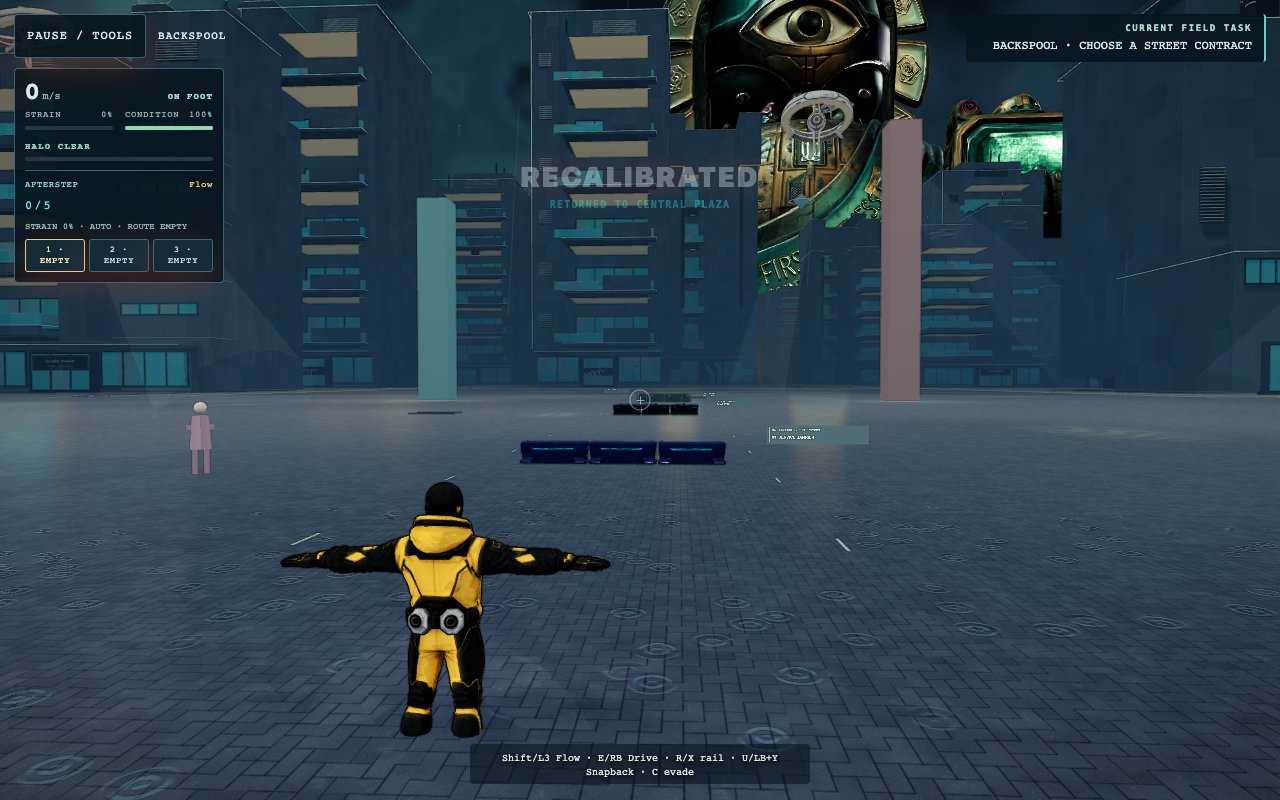 PAUSE / TOOLS
BACKSPOOL
CURRENT FIELD TASK
BACKSPOOL · CHOOSE A STREET CONTRACT
0 m/s
ON FOOT
STRAIN 0%
CONDITION 100%
HALO CLEAR
AFTERSTEP
Flow
0/5
STRAIN 0% · AUTO · ROUTE EMPTY
1 · EMPTY
2 · EMPTY
3 · EMPTY
RECALIBRATED
RETURNED TO CENTRAL PLAZA
FIRS
Shift/L3 Flow · E/RB Drive · R/X rail · U/LB+Y
Snapback · C evade